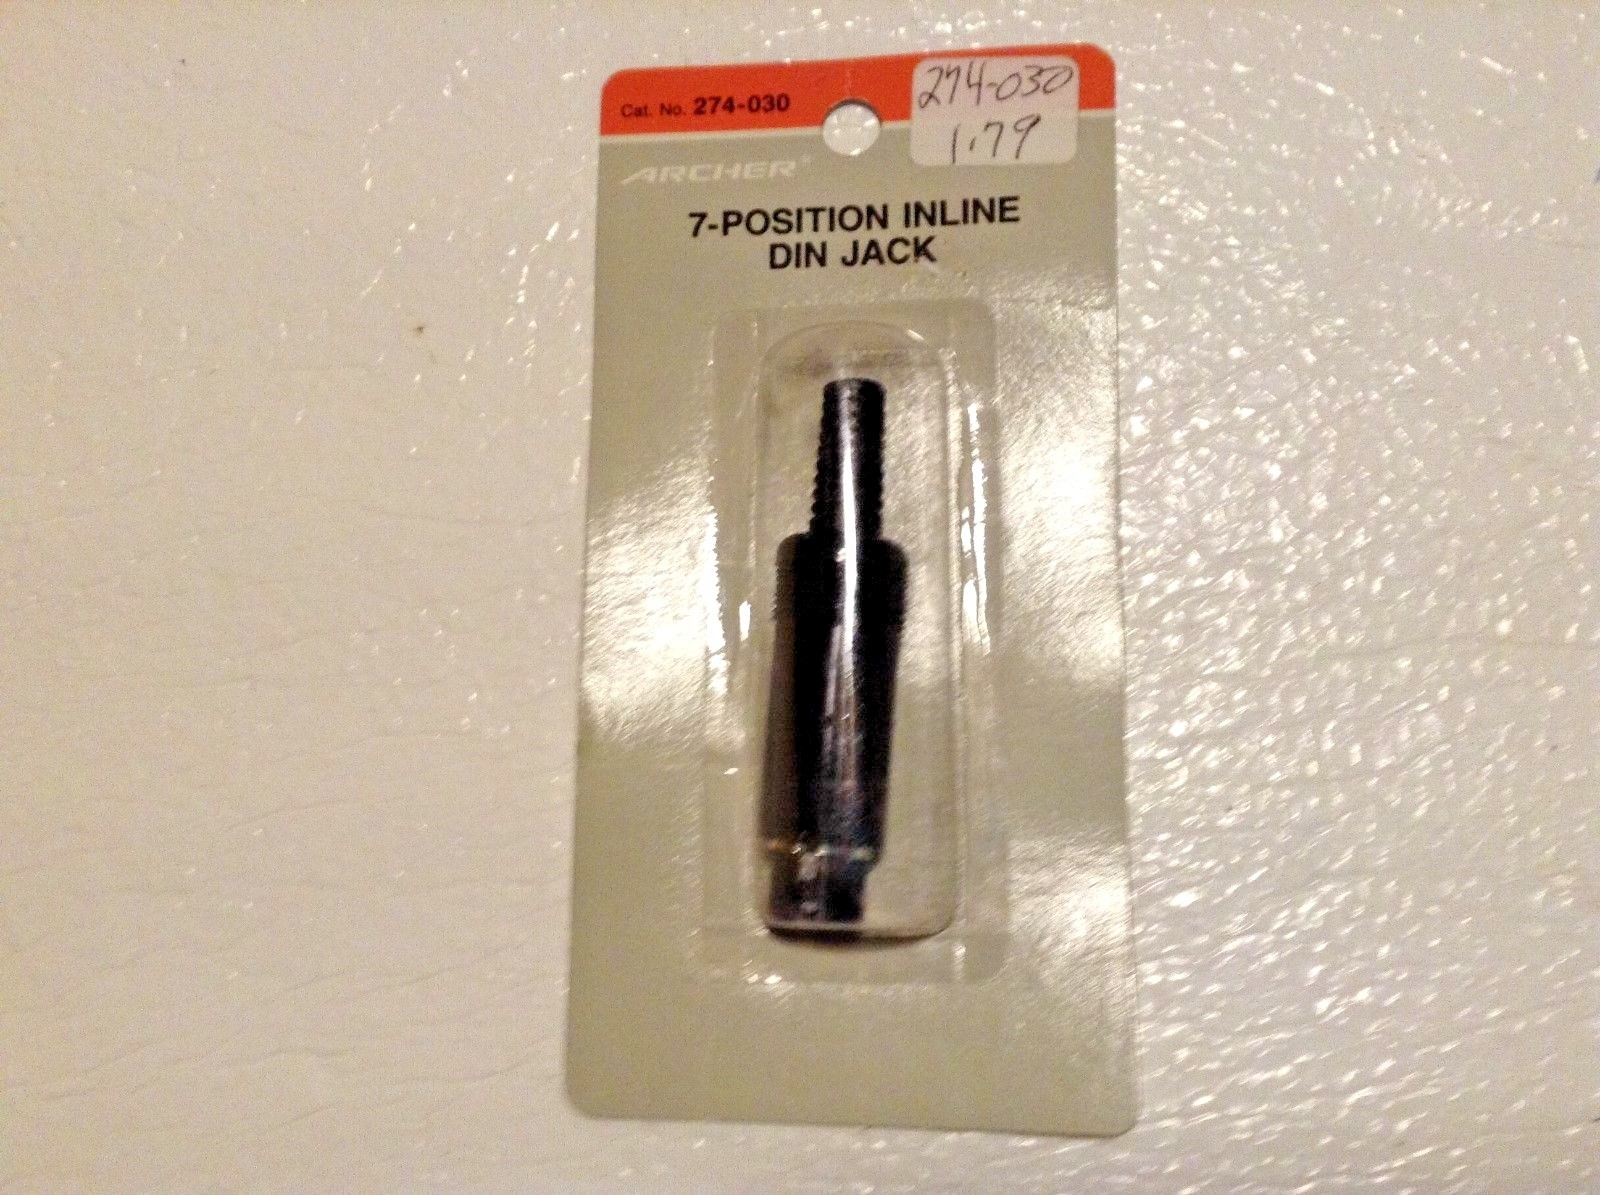 Cat. No. 274-030
274-030
1.79
ARCHER®
7-POSITION INLINE
DIN JACK